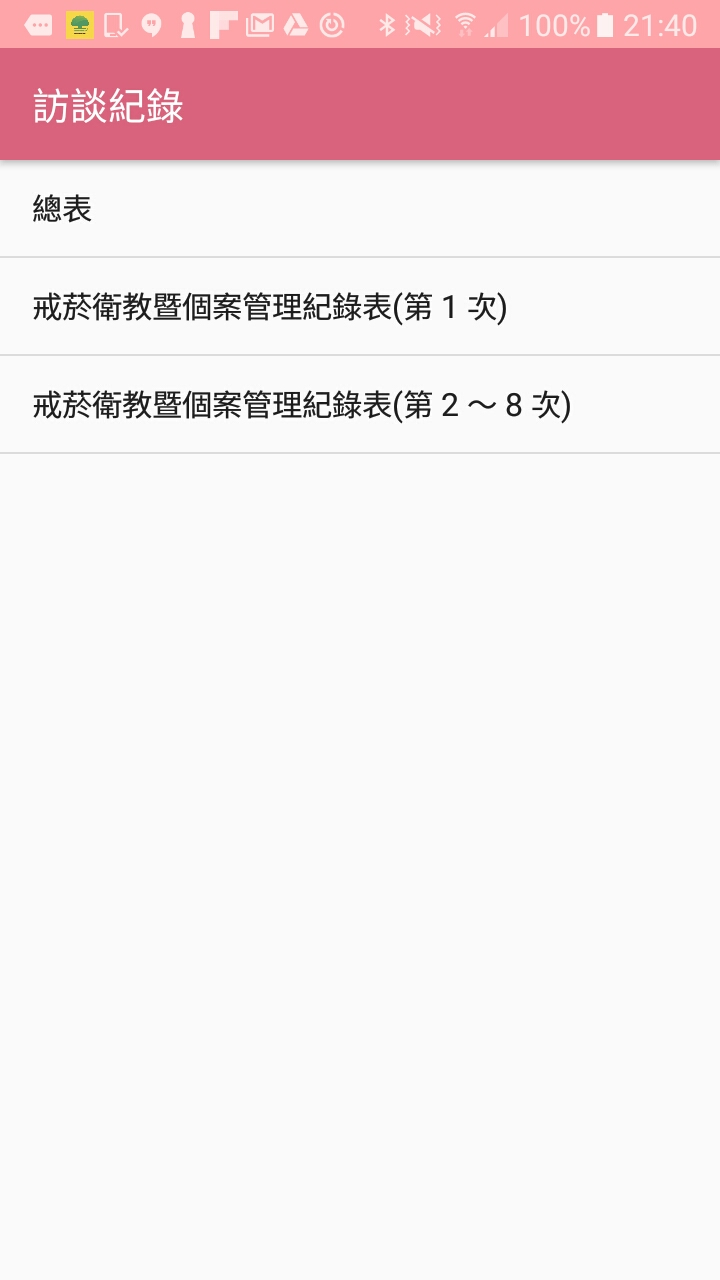 100% 21:40
訪談紀錄
總表
戒菸衛教暨個案管理紀錄表(第 1 次)
戒菸衛教暨個案管理紀錄表(第 2 ～ 8 次)